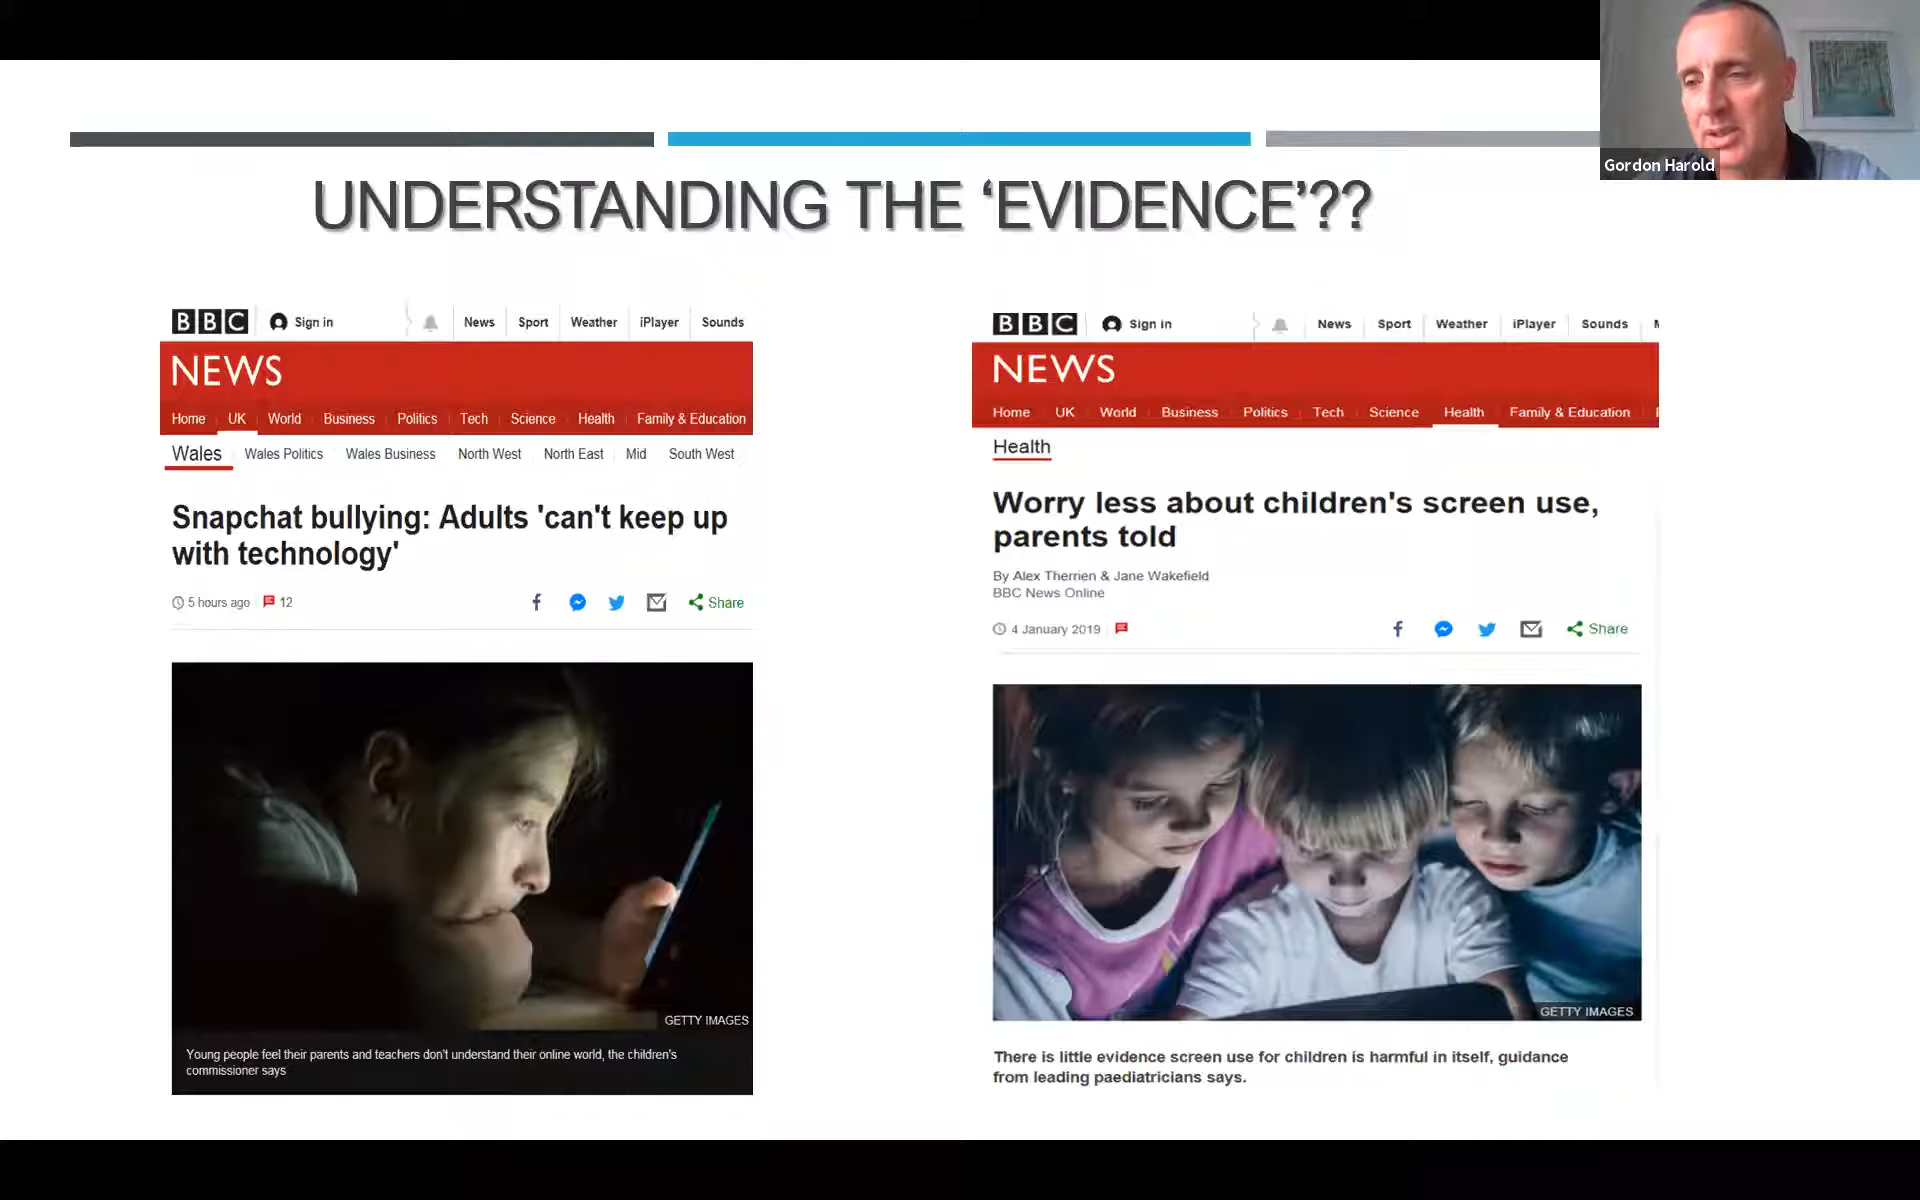 Gordon Harold
UNDERSTANDING THE ‘EVIDENCE’??
BBC Sign in News Sport Weather iPlayer Sounds
NEWS
Home UK World Business Politics Tech Science Health Family & Education
Wales Wales Politics Wales Business North West North East Mid South West
Snapchat bullying: Adults 'can't keep up
with technology'
5 hours ago 12 Share
GETTY IMAGES
Young people feel their parents and teachers don't understand their online world, the children's
commissioner says
BBC Sign in News Sport Weather iPlayer Sounds
NEWS
Home UK World Business Politics Tech Science Health Family & Education
Health
Worry less about children's screen use,
parents told
By Alex Therrien & Jane Wakefield
BBC News Online
4 January 2019 Share
GETTY IMAGES
There is little evidence screen use for children is harmful in itself, guidance
from leading paediatricians says.